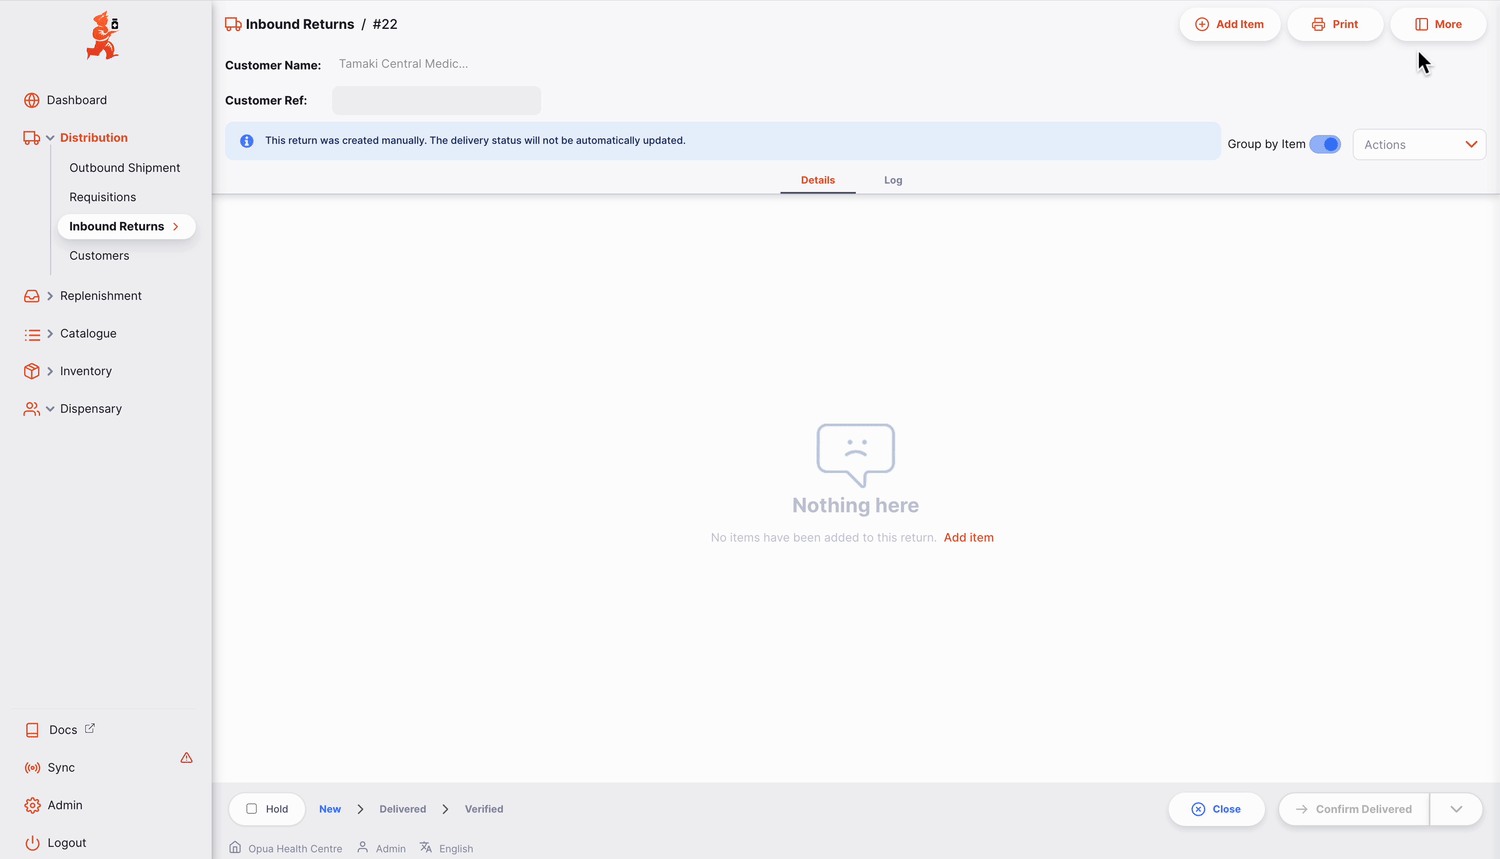 Inbound Returns / #22
Add Item
Print
More
Customer Name: Tamaki Central Medic...
Customer Ref:
This return was created manually. The delivery status will not be automatically updated.
Group by Item
Actions
Details
Log
Dashboard
Distribution
Outbound Shipment
Requisitions
Inbound Returns
Customers
Replenishment
Catalogue
Inventory
Dispensary
Nothing here
No items have been added to this return. Add item
Docs
Sync
Admin
Logout
Hold
New
Delivered
Verified
Close
Confirm Delivered
Opua Health Centre
Admin
English